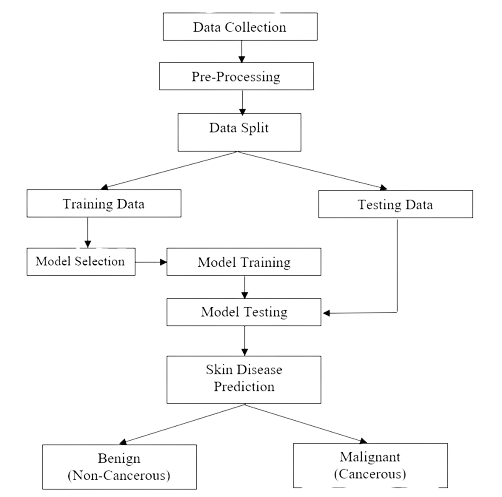 Data Collection
Pre-Processing
Data Split
Training Data
Testing Data
Model Selection
Model Training
Model Testing
Skin Disease
Prediction
Benign
(Non-Cancerous)
Malignant
(Cancerous)